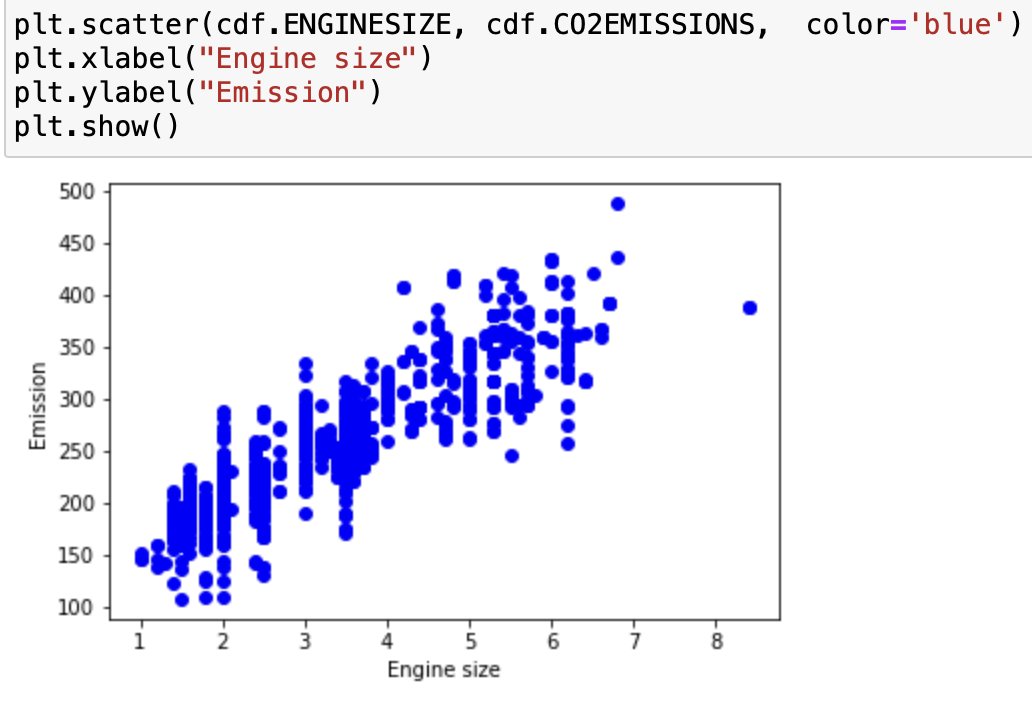 plt.scatter(cdf.ENGINESIZE, cdf.CO2EMISSIONS,  color='blue')
plt.xlabel("Engine size")
plt.ylabel("Emission")
plt.show()
500
450
400
350
300
250
200
150
100
Emission
1 2 3 4 5 6 7 8
Engine size